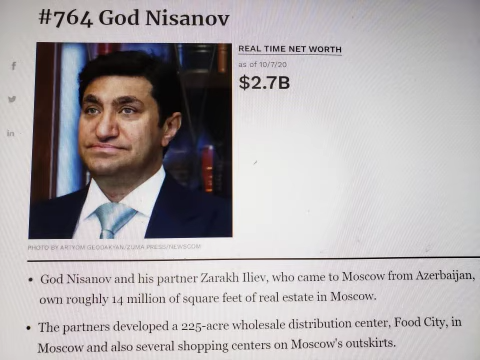 #764 God Nisanov
REAL TIME NET WORTH
as of 10/7/20
$2.7B
f
in
PHOTO BY ARTYOM GEODAKYAN/ZUMA PRESS/NEWSCOM
• God Nisanov and his partner Zarakh Iliev, who came to Moscow from Azerbaijan,
own roughly 14 million of square feet of real estate in Moscow.
• The partners developed a 225-acre wholesale distribution center, Food City, in
Moscow and also several shopping centers on Moscow's outskirts.